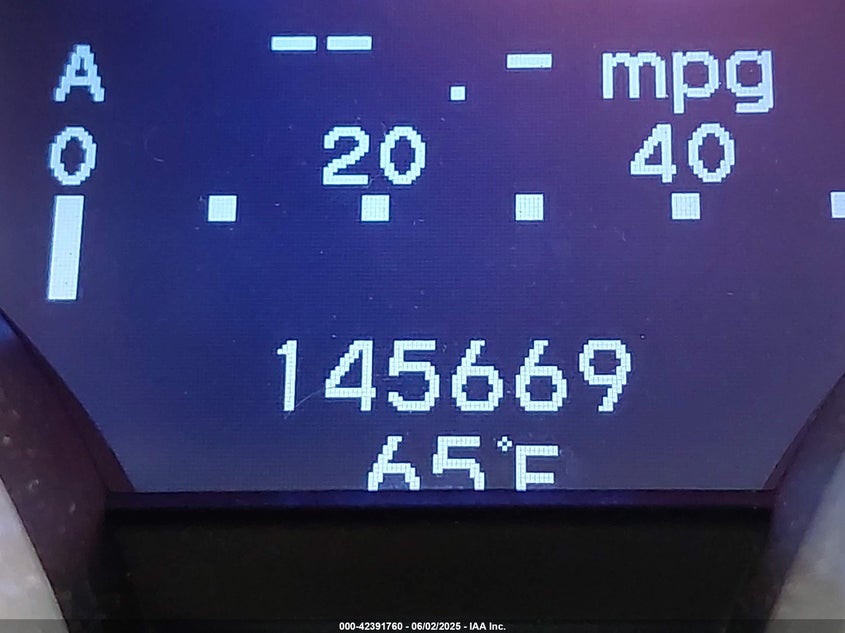 A -- . - mpg
0 20 40
145669
65°F
000-42391760 - 06/02/2025 - IAA Inc.